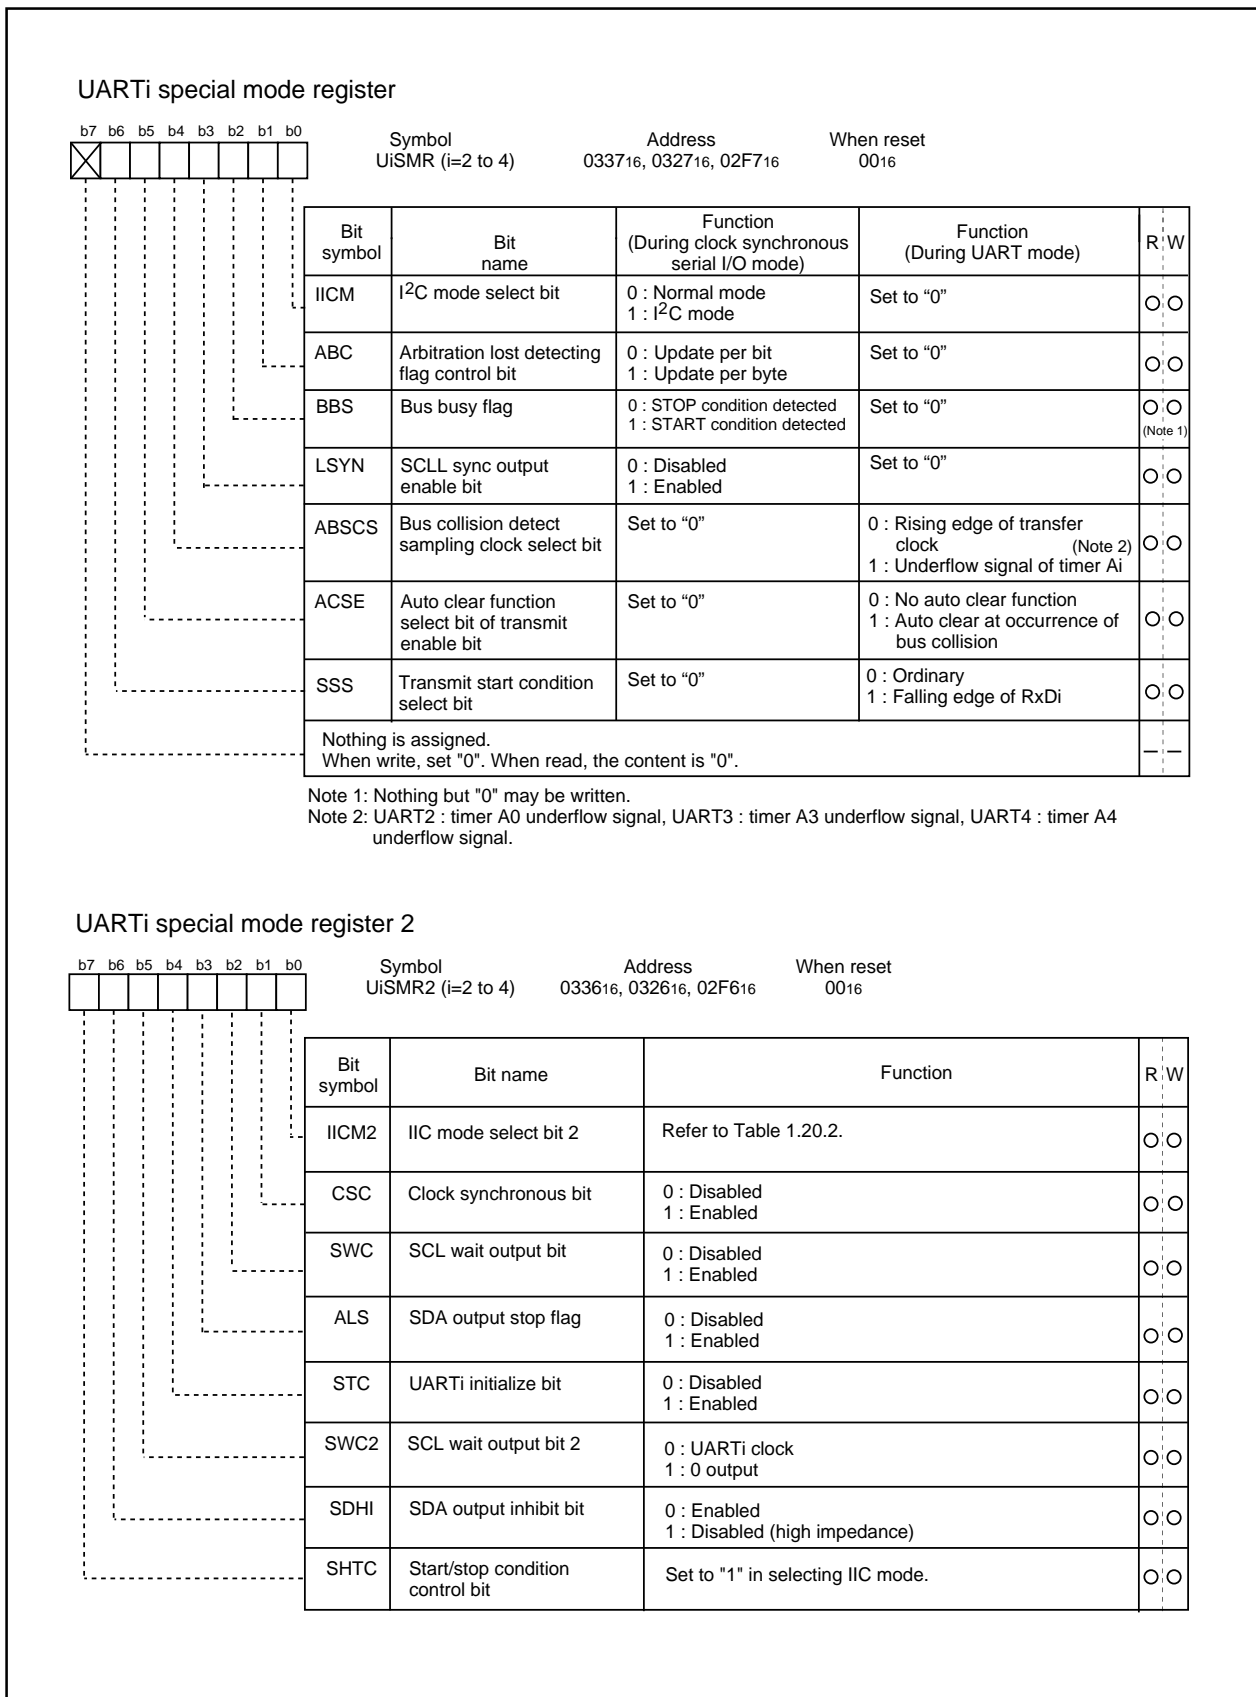 UARTi special mode register
b7 b6 b5 b4 b3 b2 b1 b0
Symbol Address When reset
UiSMR (i=2 to 4) 033716, 032716, 02F716 0016
Bit symbol Bit name Function (During clock synchronous serial I/O mode) Function (During UART mode) R W
IICM I2C mode select bit 0 : Normal mode Set to “0”
1 : I2C mode
ABC Arbitration lost detecting 0 : Update per bit Set to “0”
flag control bit 1 : Update per byte
BBS Bus busy flag 0 : STOP condition detected Set to “0”
1 : START condition detected (Note 1)
LSYN SCLL sync output 0 : Disabled Set to “0”
enable bit 1 : Enabled
ABSCS Bus collision detect Set to “0” 0 : Rising edge of transfer
sampling clock select bit clock (Note 2)
1 : Underflow signal of timer Ai
ACSE Auto clear function Set to “0” 0 : No auto clear function
select bit of transmit 1 : Auto clear at occurrence of
enable bit bus collision
SSS Transmit start condition Set to “0” 0 : Ordinary
select bit 1 : Falling edge of RxDi
Nothing is assigned.
When write, set "0". When read, the content is "0". – –
Note 1: Nothing but "0" may be written.
Note 2: UART2 : timer A0 underflow signal, UART3 : timer A3 underflow signal, UART4 : timer A4
underflow signal.
UARTi special mode register 2
b7 b6 b5 b4 b3 b2 b1 b0
Symbol Address When reset
UiSMR2 (i=2 to 4) 033616, 032616, 02F616 0016
Bit symbol Bit name Function R W
IICM2 IIC mode select bit 2 Refer to Table 1.20.2.
CSC Clock synchronous bit 0 : Disabled
1 : Enabled
SWC SCL wait output bit 0 : Disabled
1 : Enabled
ALS SDA output stop flag 0 : Disabled
1 : Enabled
STC UARTi initialize bit 0 : Disabled
1 : Enabled
SWC2 SCL wait output bit 2 0 : UARTi clock
1 : 0 output
SDHI SDA output inhibit bit 0 : Enabled
1 : Disabled (high impedance)
SHTC Start/stop condition Set to "1" in selecting IIC mode.
control bit